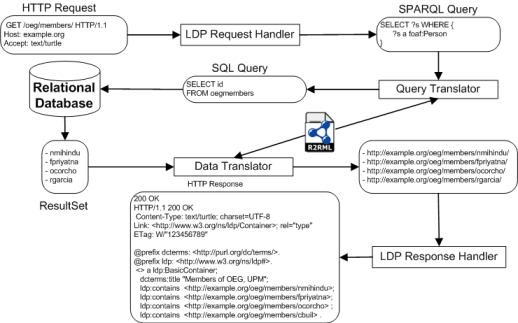 HTTP Request
GET /oeg/members/ HTTP/1.1
Host: example.org
Accept: text/turtle
LDP Request Handler
SPARQL Query
SELECT ?s WHERE {
?s a foaf:Person
}
SQL Query
SELECT id
FROM oegmembers
Query Translator
Relational
Database
R2RML
- nmihindu
- fpriyatna
- ocorcho
- rgarcia
ResultSet
Data Translator
- http://example.org/oeg/members/nmihindu/
- http://example.org/oeg/members/fpriyatna/
- http://example.org/oeg/members/ocorcho/
- http://example.org/oeg/members/rgarcia/
HTTP Response
200 OK
HTTP/1.1 200 OK
Content-Type: text/turtle; charset=UTF-8
Link: <http://www.w3.org/ns/ldp/Container>; rel="type"
ETag: W/"123456789"
@prefix dcterms: <http://purl.org/dc/terms/>.
@prefix ldp: <http://www.w3.org/ns/ldp#>.
<> a ldp:BasicContainer;
dcterms:title "Members of OEG, UPM";
ldp:contains <http://example.org/oeg/members/nmihindu>;
ldp:contains <http://example.org/oeg/members/fpriyatna>;
ldp:contains <http://example.org/oeg/members/ocorcho> ;
ldp:contains <http://example.org/oeg/members/cbuil> .
LDP Response Handler